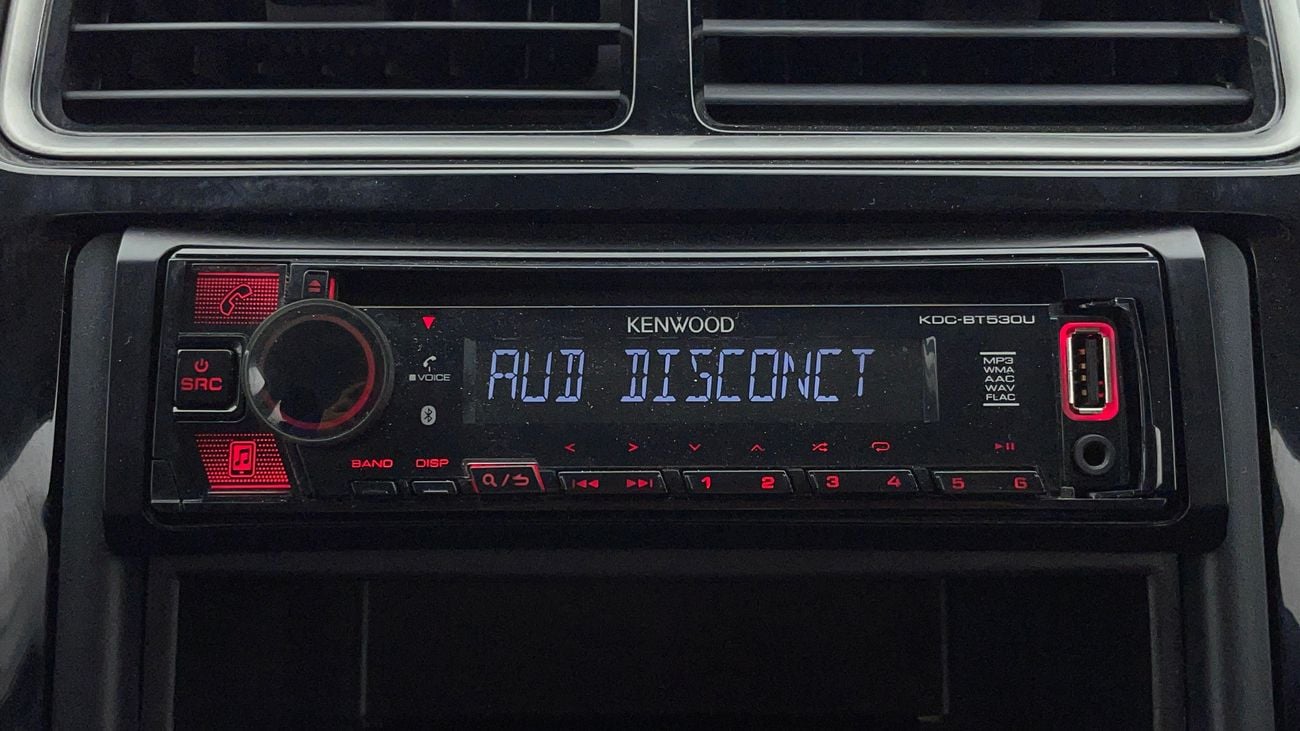 KENWOOD
KDC-BT530U
AUD DISCONCT
VOICE
SRC
MP3
WMA
AAC
WAV
FLAC
BAND
DISP
1
2
3
4
5
6